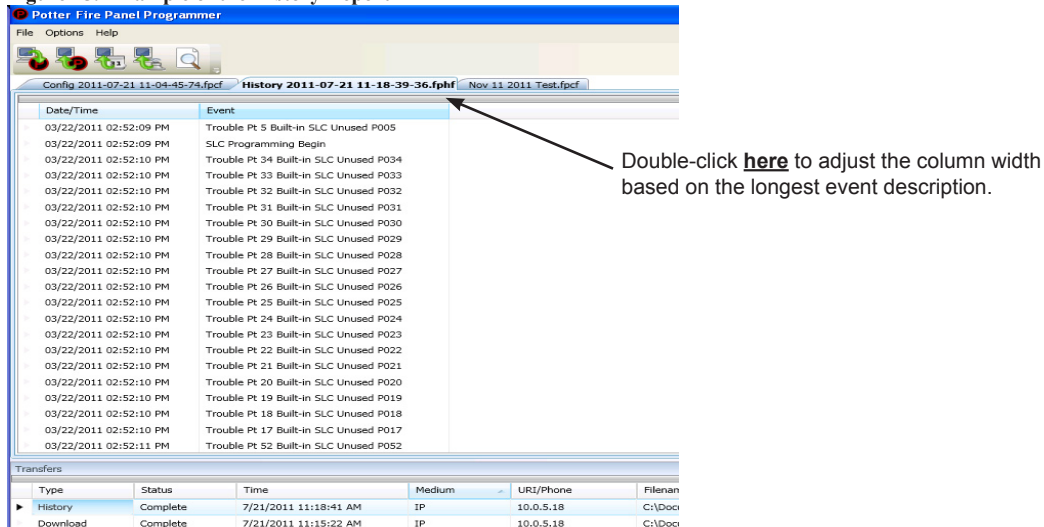 Potter Fire Panel Programmer
File Options Help
Config 2011-07-21 11-04-45-74.fpcf History 2011-07-21 11-18-39-36.fphf Nov 11 2011 Test.fpcf
Date/Time Event
03/22/2011 02:52:09 PM Trouble Pt 5 Built-in SLC Unused P005
03/22/2011 02:52:09 PM SLC Programming Begin
03/22/2011 02:52:10 PM Trouble Pt 34 Built-in SLC Unused P034
03/22/2011 02:52:10 PM Trouble Pt 33 Built-in SLC Unused P033
03/22/2011 02:52:10 PM Trouble Pt 32 Built-in SLC Unused P032
03/22/2011 02:52:10 PM Trouble Pt 31 Built-in SLC Unused P031
03/22/2011 02:52:10 PM Trouble Pt 30 Built-in SLC Unused P030
03/22/2011 02:52:10 PM Trouble Pt 29 Built-in SLC Unused P029
03/22/2011 02:52:10 PM Trouble Pt 28 Built-in SLC Unused P028
03/22/2011 02:52:10 PM Trouble Pt 27 Built-in SLC Unused P027
03/22/2011 02:52:10 PM Trouble Pt 26 Built-in SLC Unused P026
03/22/2011 02:52:10 PM Trouble Pt 25 Built-in SLC Unused P025
03/22/2011 02:52:10 PM Trouble Pt 24 Built-in SLC Unused P024
03/22/2011 02:52:10 PM Trouble Pt 23 Built-in SLC Unused P023
03/22/2011 02:52:10 PM Trouble Pt 22 Built-in SLC Unused P022
03/22/2011 02:52:10 PM Trouble Pt 21 Built-in SLC Unused P021
03/22/2011 02:52:10 PM Trouble Pt 20 Built-in SLC Unused P020
03/22/2011 02:52:10 PM Trouble Pt 19 Built-in SLC Unused P019
03/22/2011 02:52:10 PM Trouble Pt 18 Built-in SLC Unused P018
03/22/2011 02:52:10 PM Trouble Pt 17 Built-in SLC Unused P017
03/22/2011 02:52:11 PM Trouble Pt 52 Built-in SLC Unused P052
Double-click here to adjust the column width
based on the longest event description.
Transfers
Type Status Time Medium URI/Phone Filenam
History Complete 7/21/2011 11:18:41 AM IP 10.0.5.18 C:\Doc
Download Complete 7/21/2011 11:15:22 AM IP 10.0.5.18 C:\Doc